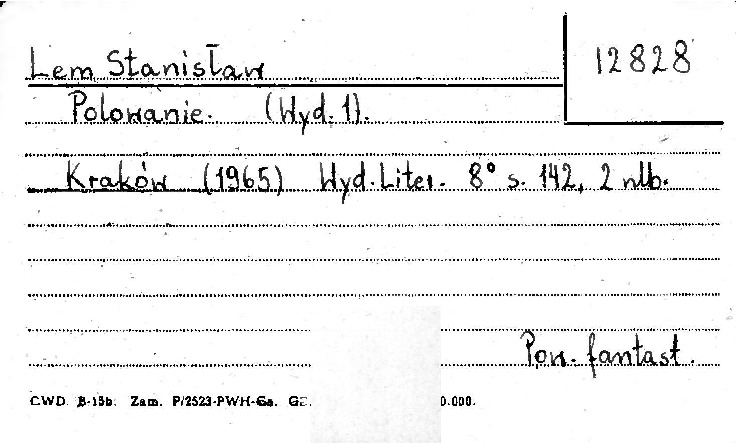 Lem Stanisław
12828
Polowanie. (Wyd. 1).
Kraków (1965) Wyd. Liter. 8° s. 142, 2 nlb.
Pow. fantast.
CWD. B-15b. Zam. P/2523-PWH-Gs. 0.000.